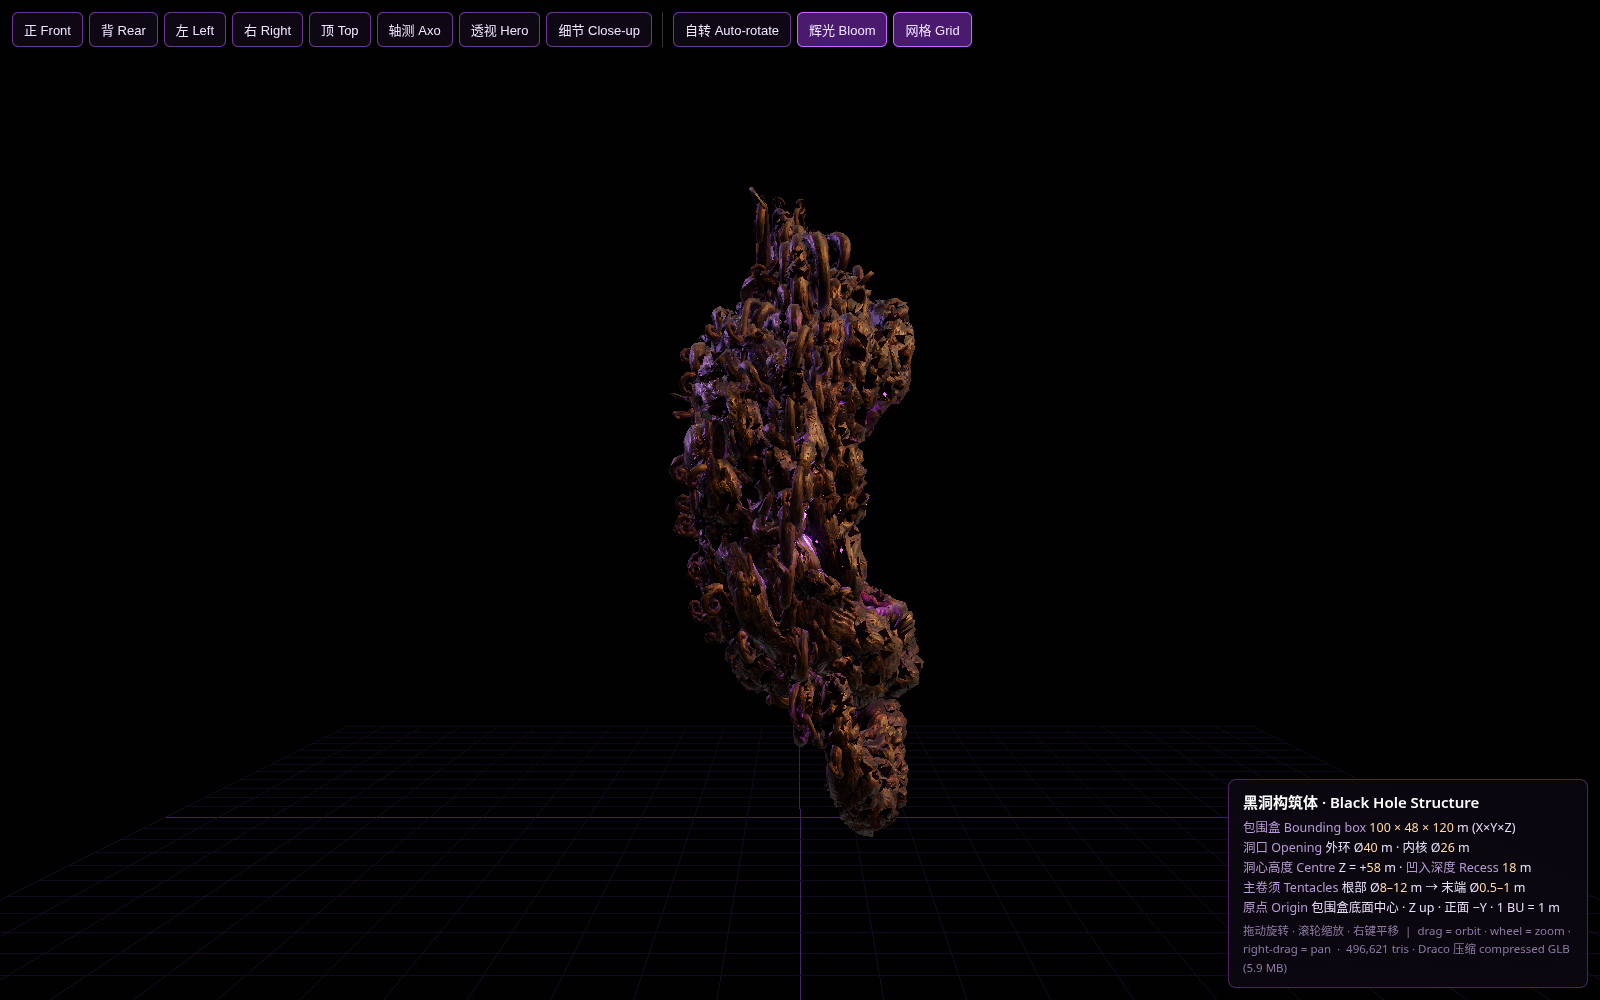 正 Front
背 Rear
左 Left
右 Right
顶 Top
轴测 Axo
透视 Hero
细节 Close-up
自转 Auto-rotate
辉光 Bloom
网格 Grid
黑洞构筑体 · Black Hole Structure
包围盒 Bounding box 100 × 48 × 120 m (X×Y×Z)
洞口 Opening 外环 Ø40 m · 内核 Ø26 m
洞心高度 Centre Z = +58 m · 凹入深度 Recess 18 m
主卷须 Tentacles 根部 Ø8–12 m → 末端 Ø0.5–1 m
原点 Origin 包围盒底面中心 · Z up · 正面 −Y · 1 BU = 1 m
拖动旋转 · 滚轮缩放 · 右键平移 | drag = orbit · wheel = zoom ·
right-drag = pan · 496,621 tris · Draco 压缩 compressed GLB
(5.9 MB)